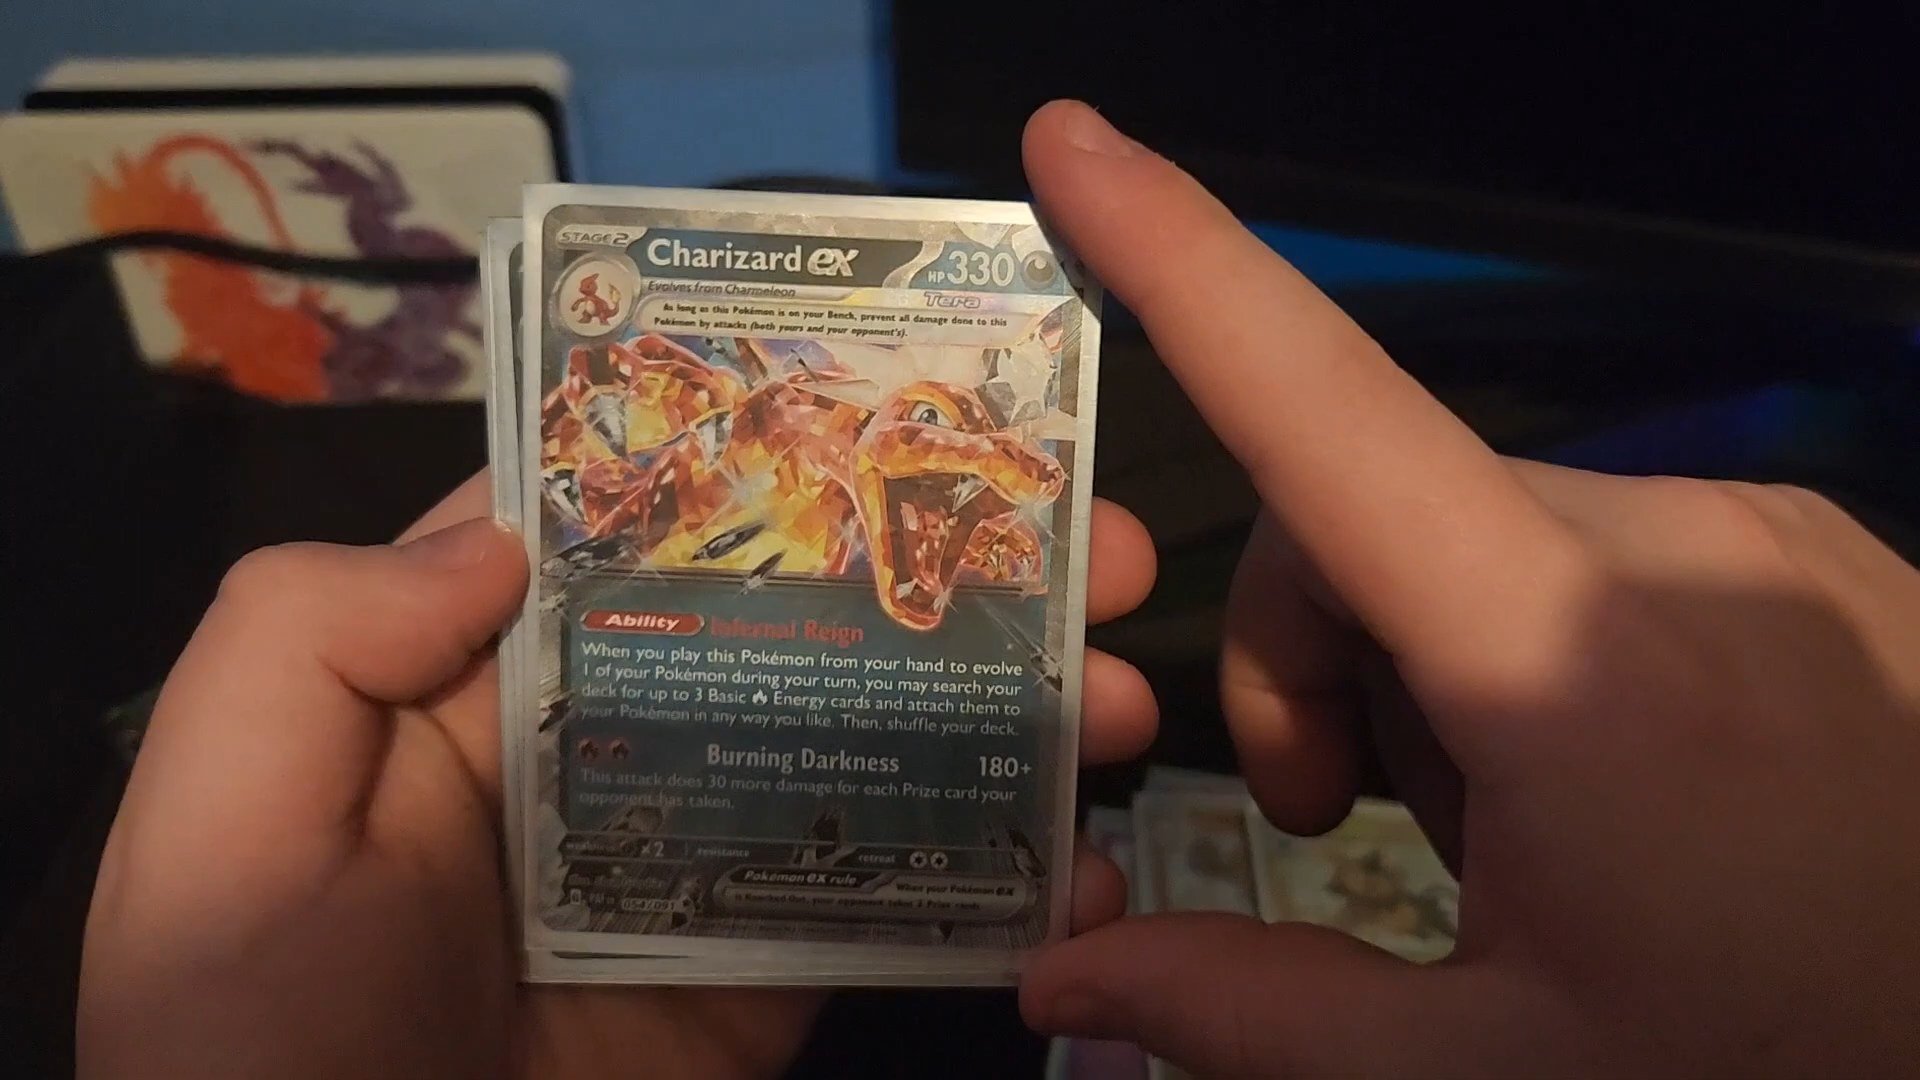 STAGE2
Charizard ex
HP 330
Evolves from Charmeleon
Tera
As long as this Pokémon is on your Bench, prevent all damage done to this
Pokémon by attacks (both yours and your opponent's).
Ability Infernal Reign
When you play this Pokémon from your hand to evolve
1 of your Pokémon during your turn, you may search your
deck for up to 3 Basic Energy cards and attach them to
your Pokémon in any way you like. Then, shuffle your deck.
Burning Darkness 180+
This attack does 30 more damage for each Prize card your
opponent has taken.
weakness ×2 resistance retreat
Pokémon ex rule
When your Pokémon ex
is Knocked Out, your opponent takes 2 Prize cards.
054/091